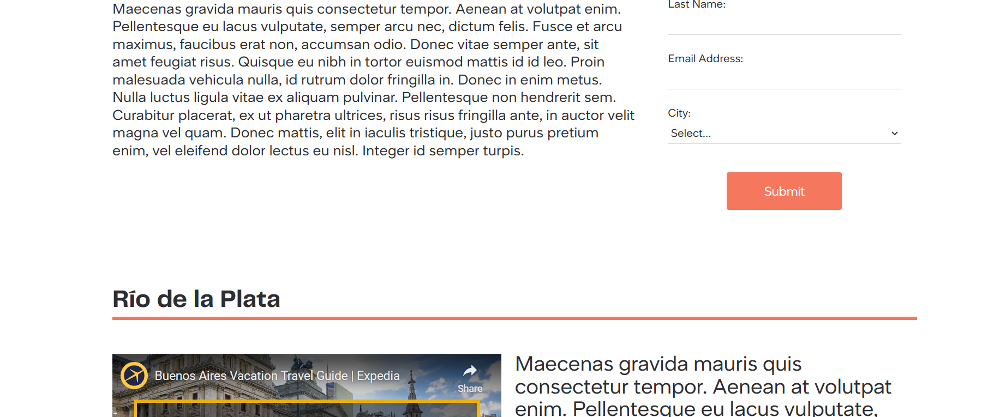 Maecenas gravida mauris quis consectetur tempor. Aenean at volutpat enim.
Pellentesque eu lacus vulputate, semper arcu nec, dictum felis. Fusce et arcu
maximus, faucibus erat non, accumsan odio. Donec vitae semper ante, sit
amet feugiat risus. Quisque eu nibh in tortor euismod mattis id id leo. Proin
malesuada vehicula nulla, id rutrum dolor fringilla in. Donec in enim metus.
Nulla luctus ligula vitae ex aliquam pulvinar. Pellentesque non hendrerit sem.
Curabitur placerat, ex ut pharetra ultrices, risus risus fringilla ante, in auctor velit
magna vel quam. Donec mattis, elit in iaculis tristique, justo purus pretium
enim, vel eleifend dolor lectus eu nisl. Integer id semper turpis.
Last Name:
Email Address:
City:
Select...
Submit
Río de la Plata
Buenos Aires Vacation Travel Guide | Expedia
Share
Maecenas gravida mauris quis
consectetur tempor. Aenean at volutpat
enim. Pellentesque eu lacus vulputate,